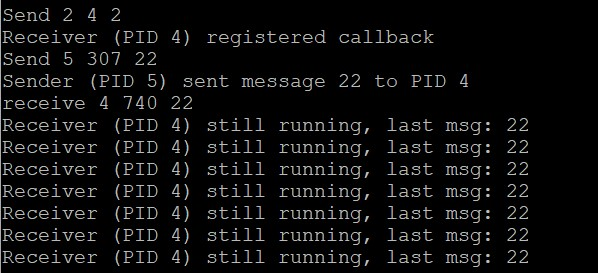 Send 2 4 2
Receiver (PID 4) registered callback
Send 5 307 22
Sender (PID 5) sent message 22 to PID 4
receive 4 740 22
Receiver (PID 4) still running, last msg: 22
Receiver (PID 4) still running, last msg: 22
Receiver (PID 4) still running, last msg: 22
Receiver (PID 4) still running, last msg: 22
Receiver (PID 4) still running, last msg: 22
Receiver (PID 4) still running, last msg: 22
Receiver (PID 4) still running, last msg: 22